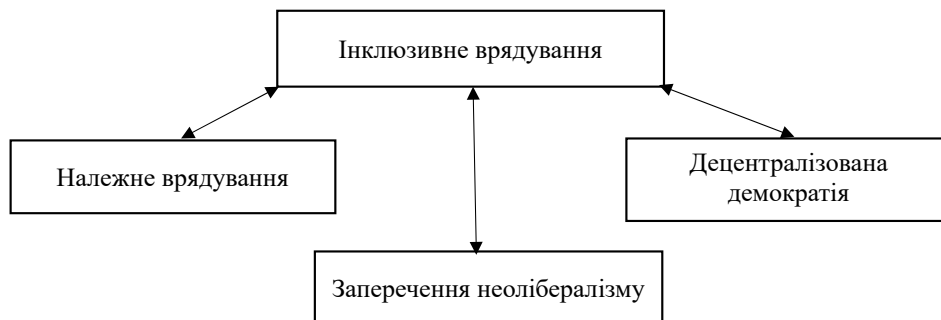 Інклюзивне врядування
Належне врядування
Децентралізована
демократія
Заперечення неолібералізму